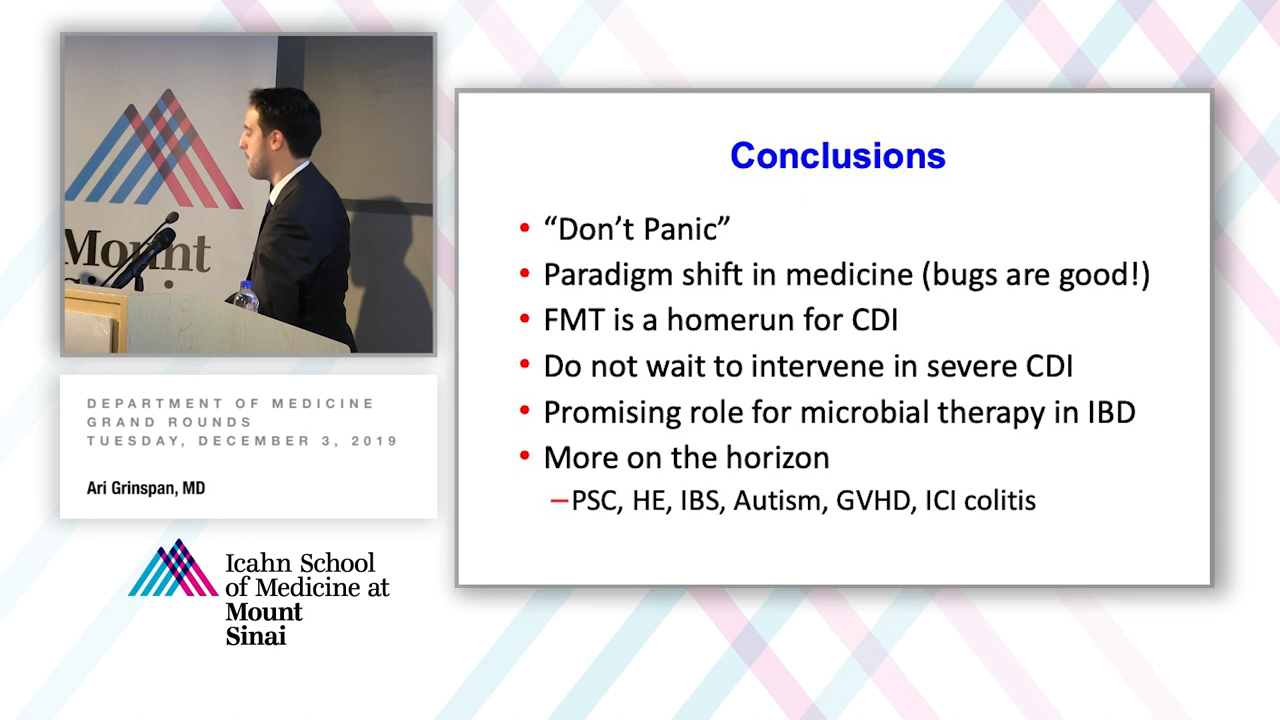 Mount
DEPARTMENT OF MEDICINE
GRAND ROUNDS
TUESDAY, DECEMBER 3, 2019
Ari Grinspan, MD
Icahn School
of Medicine at
Mount
Sinai
Conclusions
• “Don’t Panic”
• Paradigm shift in medicine (bugs are good!)
• FMT is a homerun for CDI
• Do not wait to intervene in severe CDI
• Promising role for microbial therapy in IBD
• More on the horizon
–PSC, HE, IBS, Autism, GVHD, ICI colitis